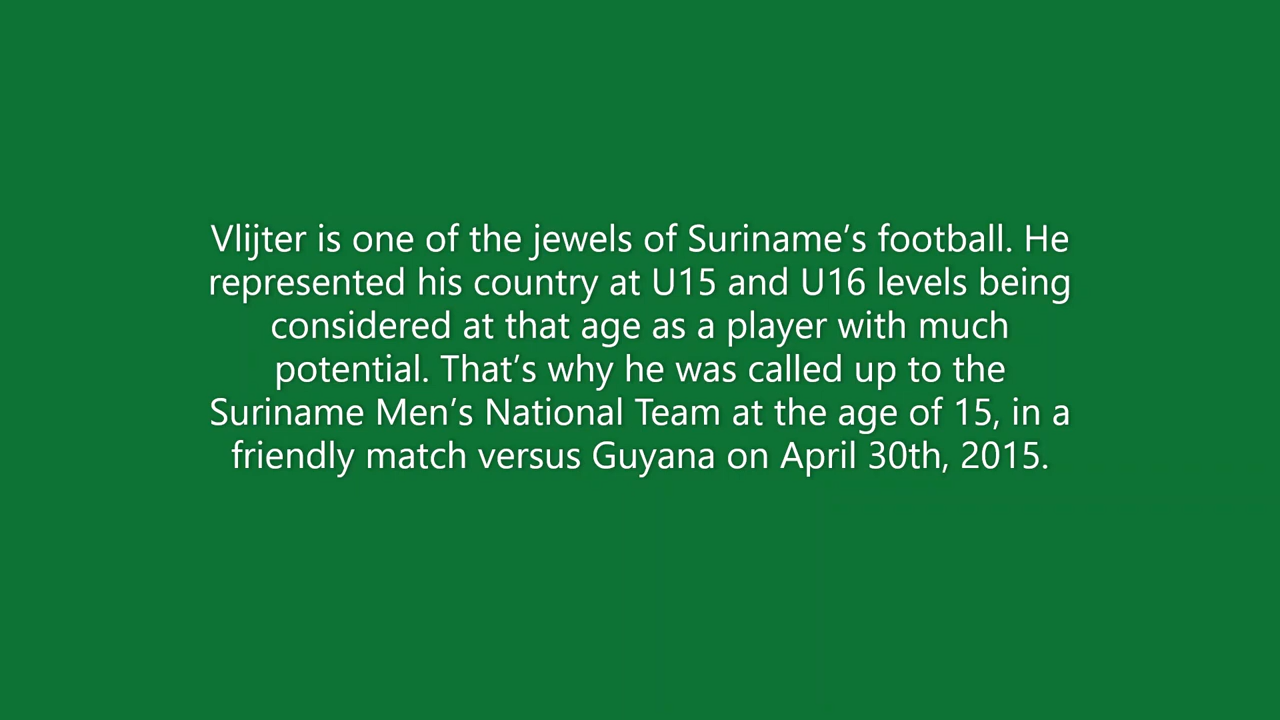 Vlijter is one of the jewels of Suriname’s football. He
represented his country at U15 and U16 levels being
considered at that age as a player with much
potential. That’s why he was called up to the
Suriname Men’s National Team at the age of 15, in a
friendly match versus Guyana on April 30th, 2015.